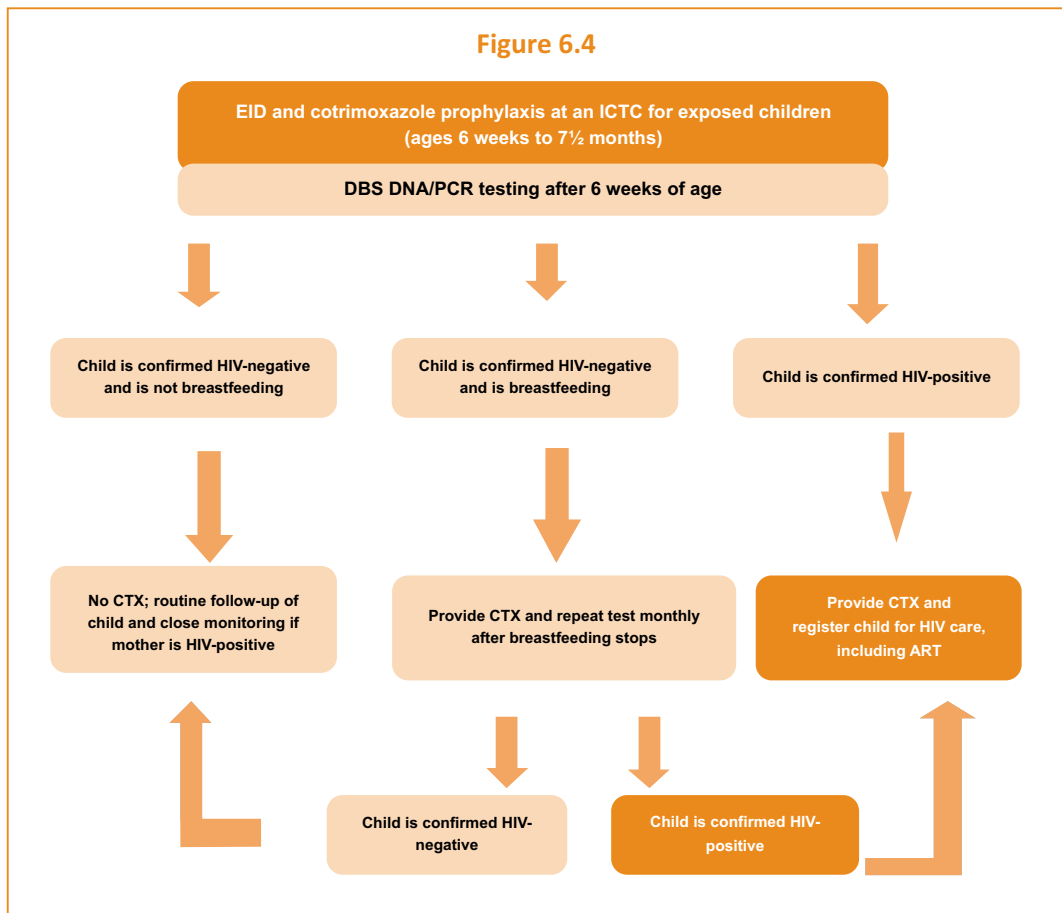 Figure 6.4
EID and cotrimoxazole prophylaxis at an ICTC for exposed children
(ages 6 weeks to 7½ months)
DBS DNA/PCR testing after 6 weeks of age
Child is confirmed HIV-negative
and is not breastfeeding
Child is confirmed HIV-negative
and is breastfeeding
Child is confirmed HIV-positive
No CTX; routine follow-up of
child and close monitoring if
mother is HIV-positive
Provide CTX and repeat test monthly
after breastfeeding stops
Provide CTX and
register child for HIV care,
including ART
Child is confirmed HIV-
negative
Child is confirmed HIV-
positive